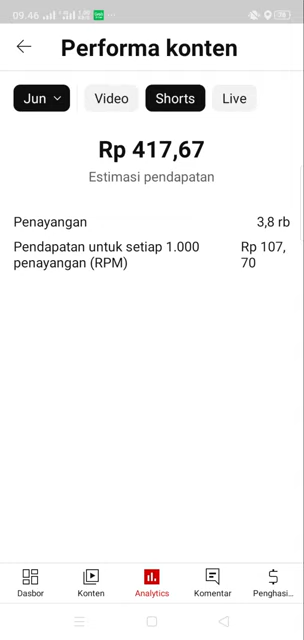 09.46
Performa konten
Jun Video Shorts Live
Rp 417,67
Estimasi pendapatan
Penayangan 3,8 rb
Pendapatan untuk setiap 1.000 Rp 107,
penayangan (RPM) 70
Dasbor Konten Analytics Komentar Penghasi...